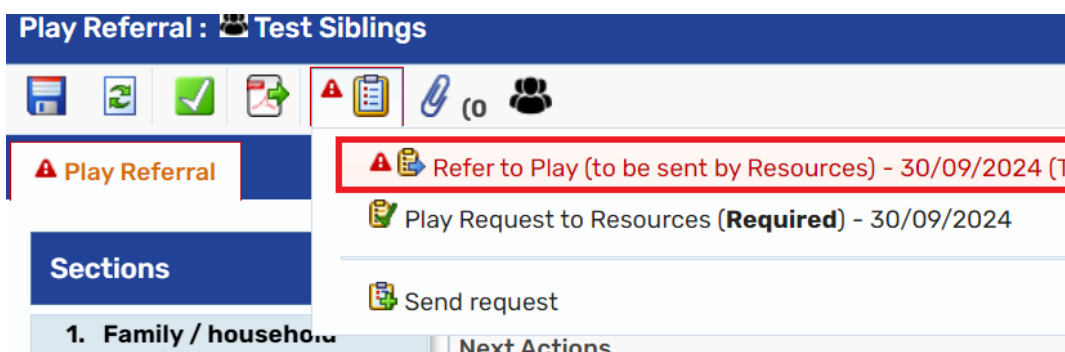 Play Referral : Test Siblings
(0
Play Referral
Refer to Play (to be sent by Resources) - 30/09/2024 (T
Play Request to Resources (Required) - 30/09/2024
Sections
Send request
1. Family / household
Next Actions